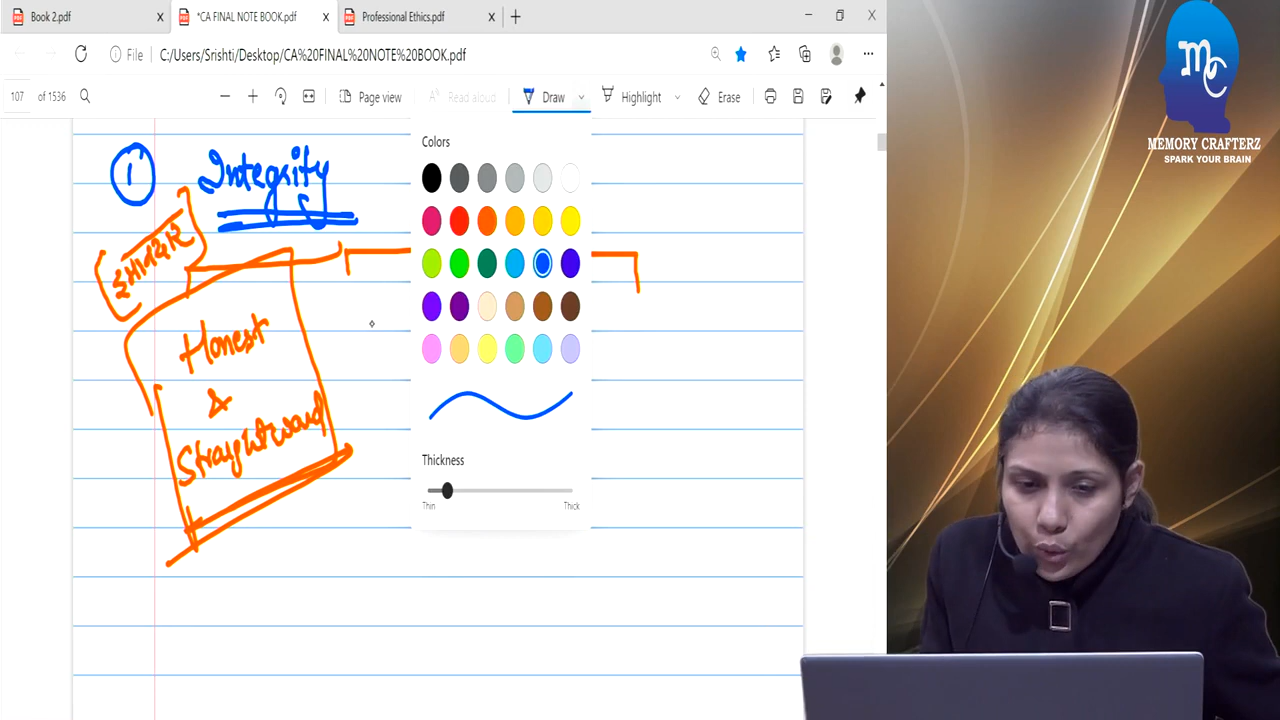 Book 2.pdf
*CA FINAL NOTE BOOK.pdf
Professional Ethics.pdf
File
C:/Users/Srishti/Desktop/CA%20FINAL%20NOTE%20BOOK.pdf
107 of 1536
Page view
Read aloud
Draw
Highlight
Erase
Colors
Thickness
Thin
Thick
1
Integrity
ईमानदार
Honest
&
Straightward
MC
MEMORY CRAFTERZ
SPARK YOUR BRAIN